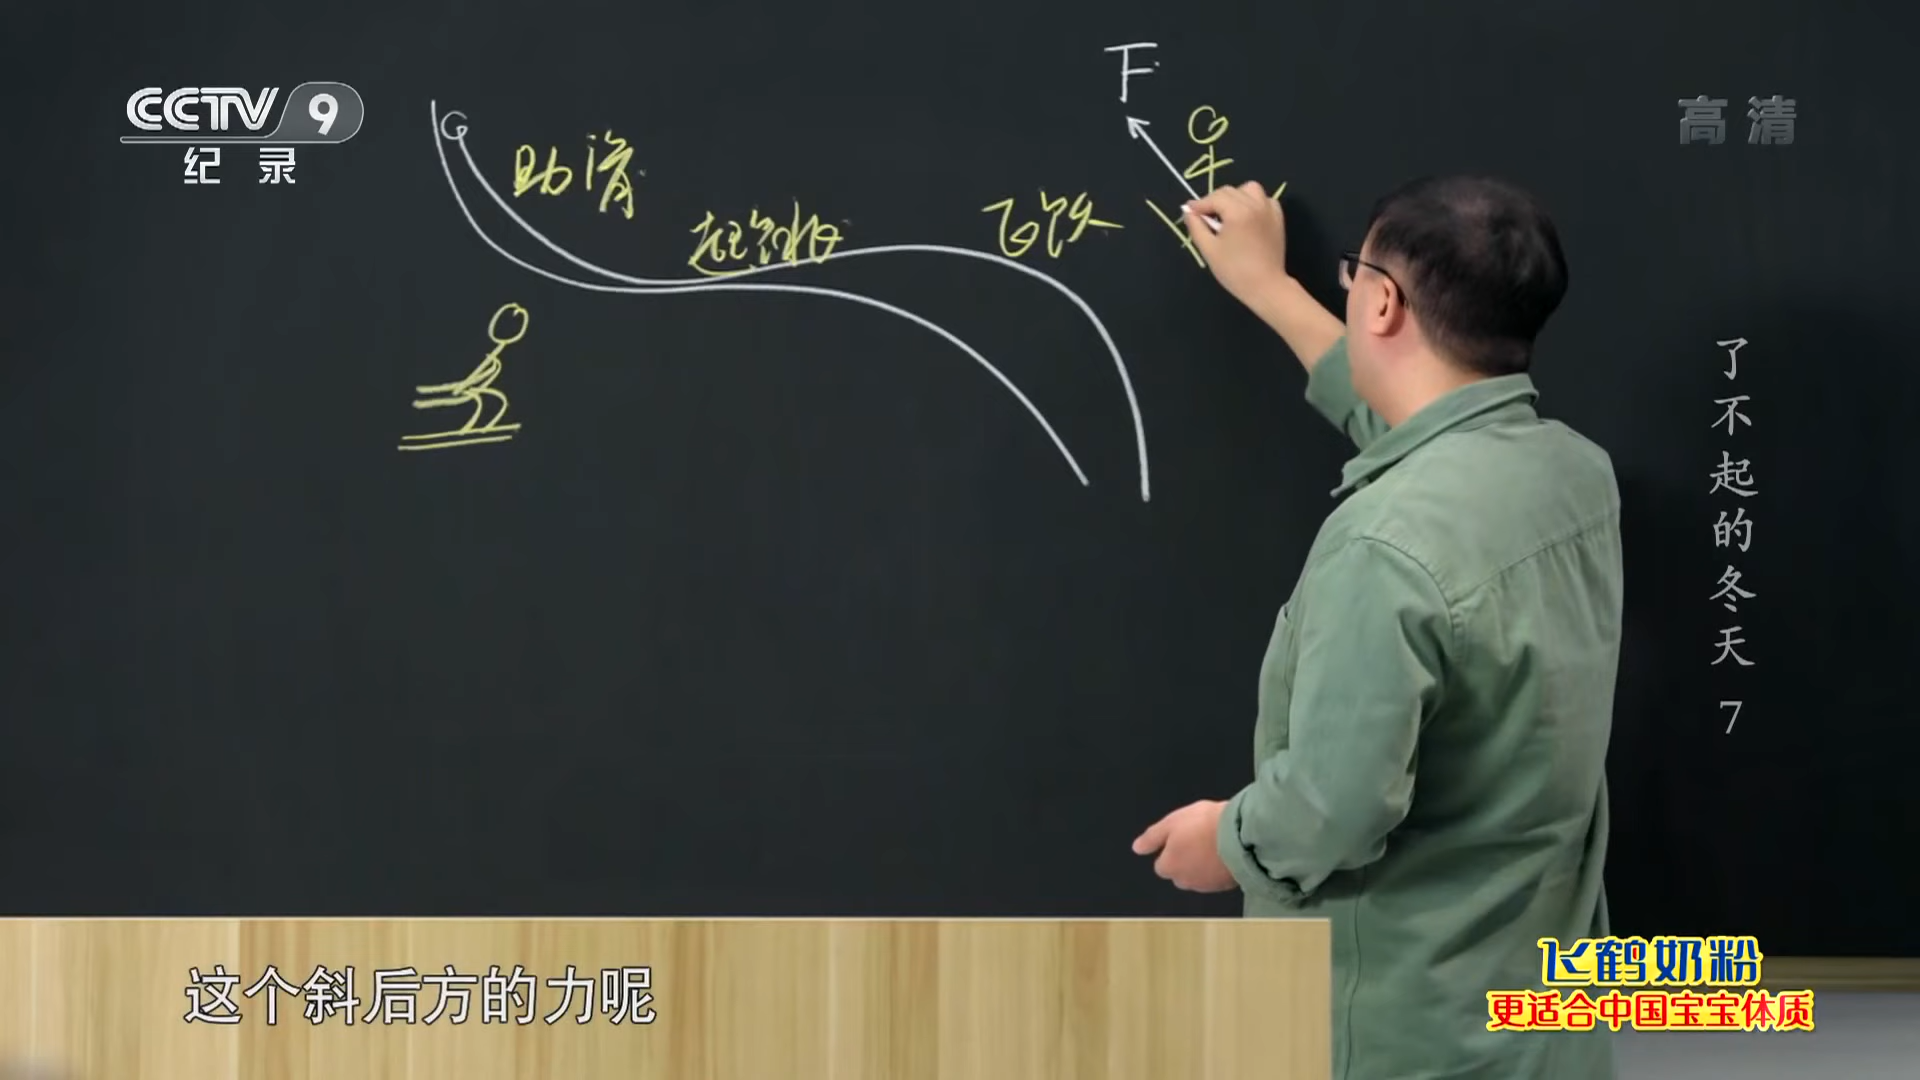 CCTV 9
纪 录
高 清
F
助滑
起跳
飞跃
了不起的冬天 7
这个斜后方的力呢
飞鹤奶粉
更适合中国宝宝体质